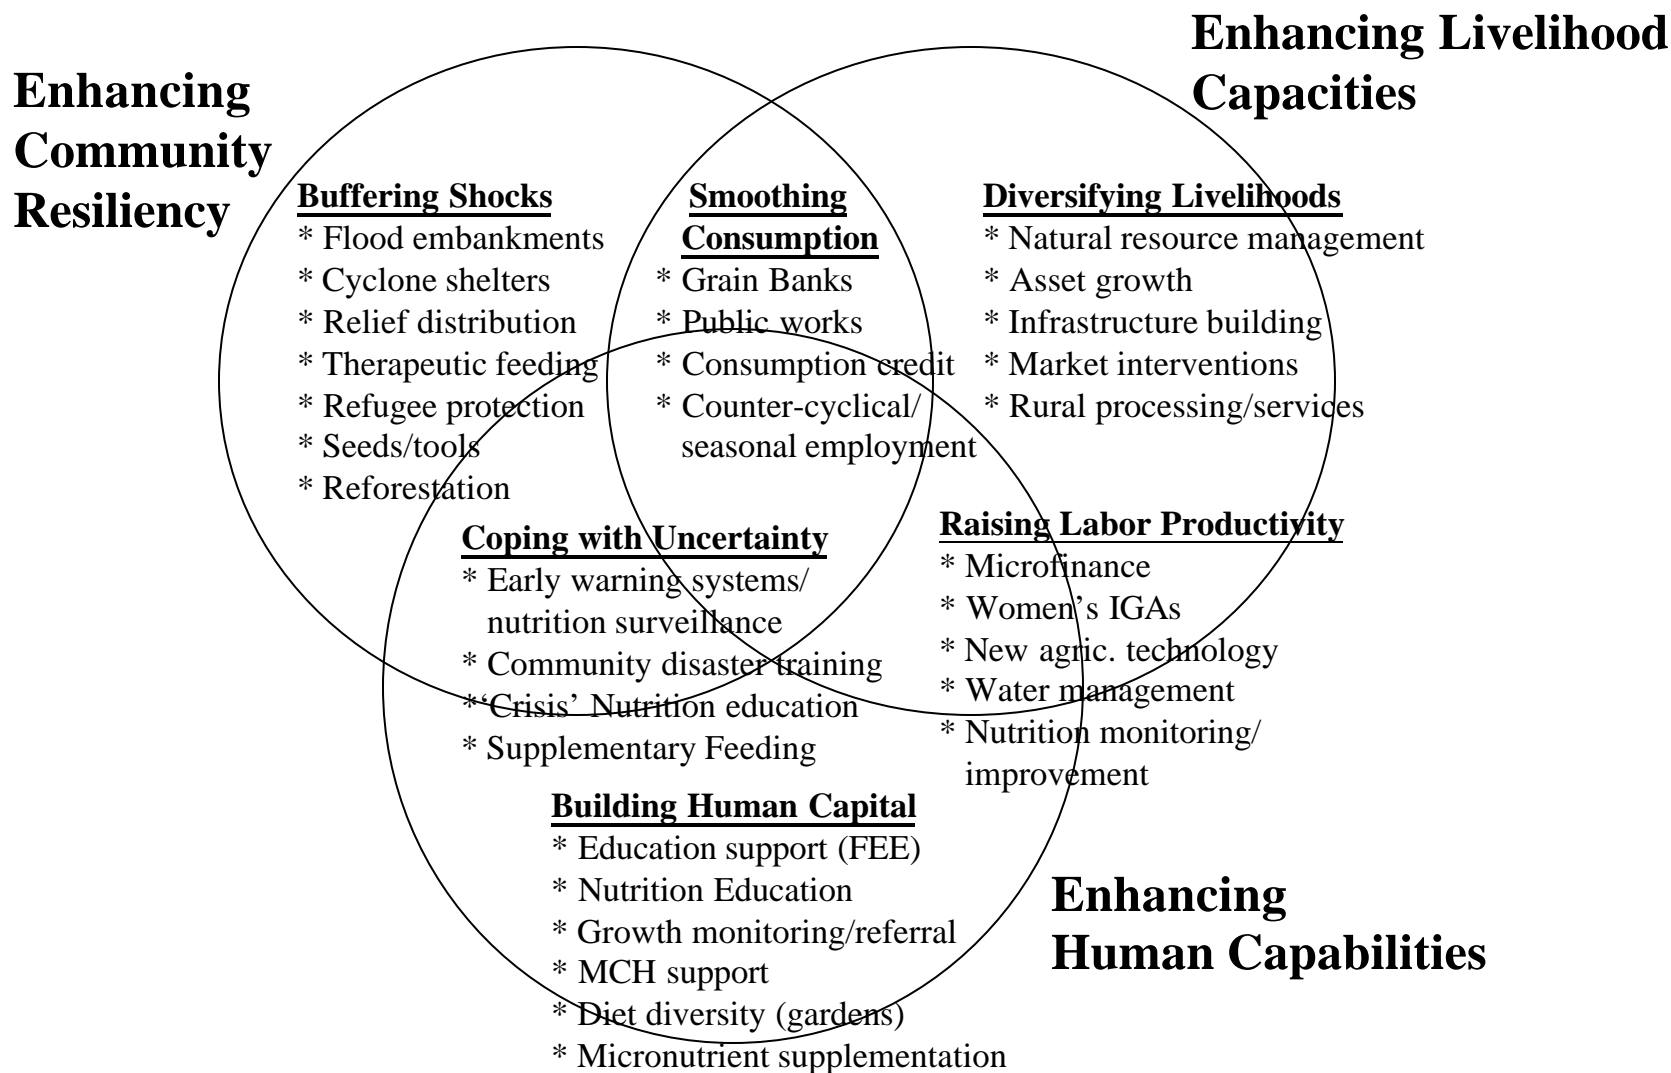 Enhancing Livelihood
Capacities
Enhancing
Community
Resiliency
Buffering Shocks
* Flood embankments
* Cyclone shelters
* Relief distribution
* Therapeutic feeding
* Refugee protection
* Seeds/tools
* Reforestation
Smoothing
Consumption
* Grain Banks
* Public works
* Consumption credit
* Counter-cyclical/
seasonal employment
Diversifying Livelihoods
* Natural resource management
* Asset growth
* Infrastructure building
* Market interventions
* Rural processing/services
Coping with Uncertainty
* Early warning systems/
nutrition surveillance
* Community disaster training
*‘Crisis’ Nutrition education
* Supplementary Feeding
Raising Labor Productivity
* Microfinance
* Women’s IGAs
* New agric. technology
* Water management
* Nutrition monitoring/
improvement
Building Human Capital
* Education support (FEE)
* Nutrition Education
* Growth monitoring/referral
* MCH support
* Diet diversity (gardens)
* Micronutrient supplementation
Enhancing
Human Capabilities